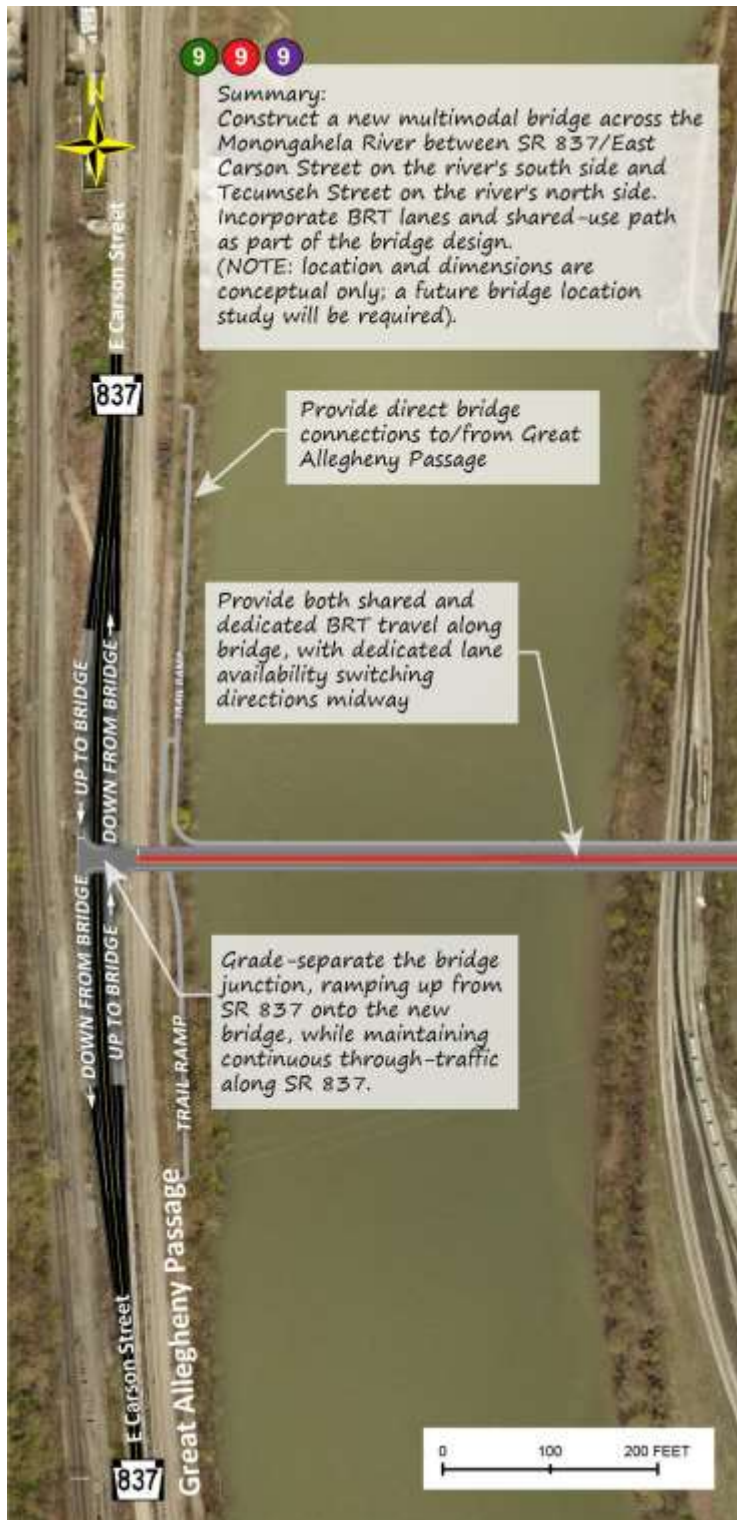 9 9 9
Summary:
Construct a new multimodal bridge across the
Monongahela River between SR 837/East
Carson Street on the river's south side and
Tecumseh Street on the river's north side.
Incorporate BRT lanes and shared-use path
as part of the bridge design.
(NOTE: location and dimensions are
conceptual only; a future bridge location
study will be required).
N
E Carson Street
837
Provide direct bridge
connections to/from Great
Allegheny Passage
Provide both shared and
dedicated BRT travel along
bridge, with dedicated lane
availability switching
directions midway
UP TO BRIDGE
DOWN FROM BRIDGE
TRAIL RAMP
DOWN FROM BRIDGE
UP TO BRIDGE
Grade-separate the bridge
junction, ramping up from
SR 837 onto the new
bridge, while maintaining
continuous through-traffic
along SR 837.
TRAIL RAMP
Great Allegheny Passage
E Carson Street
837
0 100 200 FEET